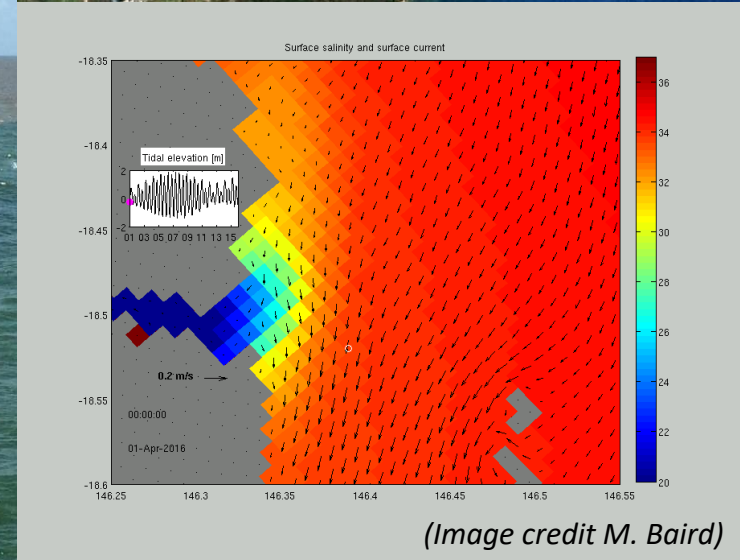 Surface salinity and surface current
-18.35
-18.4
-18.45
-18.5
-18.55
-18.6
146.25 146.3 146.35 146.4 146.45 146.5 146.55
Tidal elevation [m]
2
0
-2
01 03 05 07 09 11 13 15
0.2 m/s
00:00:00
01-Apr-2016
36
34
32
30
28
26
24
22
20
(Image credit M. Baird)